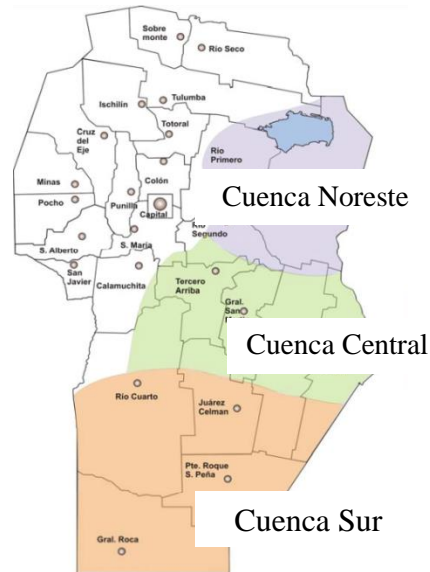 Sobre
monte
Río Seco
Ischilín
Tulumba
Totoral
Cruz
del
Eje
Río
Primero
Colón
Minas
Pocho
Punilla
Capital
Cuenca Noreste
S. Alberto
S. María
Río
Segundo
San
Javier
Calamuchita
Tercero
Arriba
Gral.
San
Cuenca Central
Río Cuarto
Juárez
Celman
Pte. Roque
S. Peña
Cuenca Sur
Gral. Roca